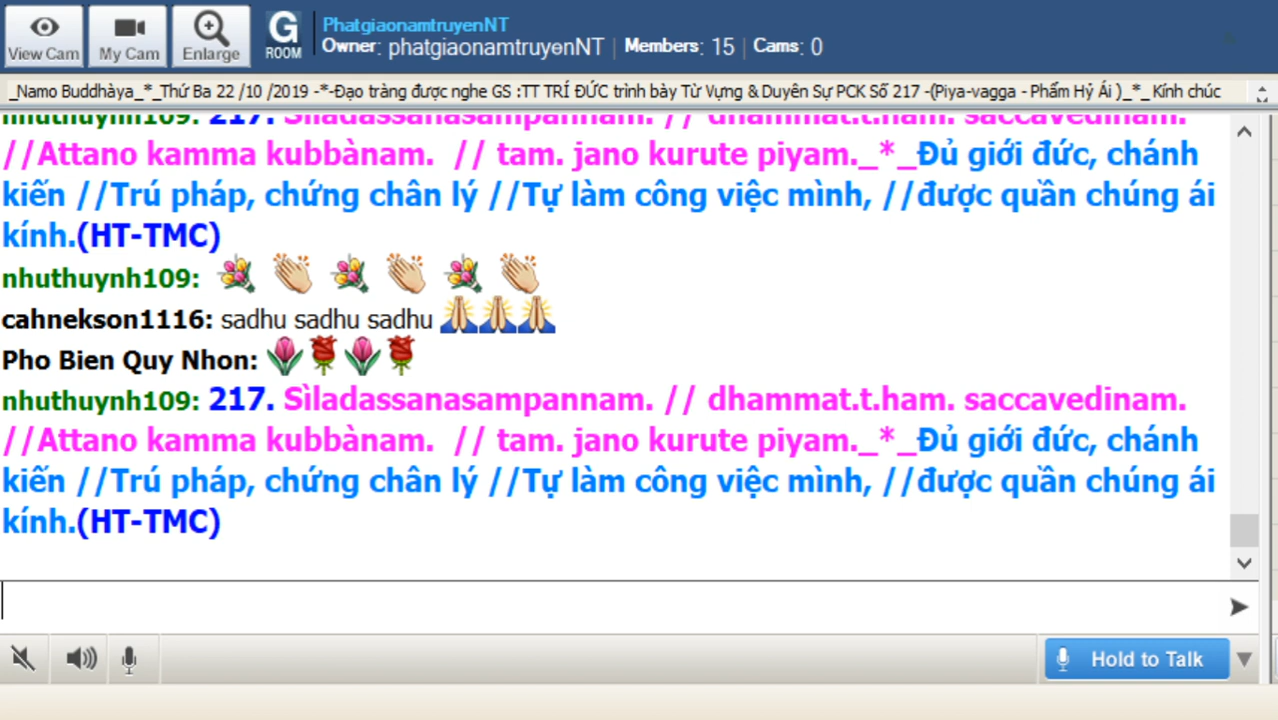 PhatgiaonamtruyenNT
View Cam
My Cam
Enlarge
G
ROOM
Owner: phatgiaonamtruyenNT | Members: 15 | Cams: 0
_Namo Buddhàya_*_Thứ Ba 22 /10 /2019 -*-Đạo tràng được nghe GS :TT TRÍ ĐỨC trình bày Từ Vựng & Duyên Sự PCK Số 217 -(Piya-vagga - Phẩm Hỷ Ái )_*_ Kính chúc
nhuthuynh109: 217. Sìladassanasampannam. // dhammat.t.ham. saccavedinam.
//Attano kamma kubbànam. // tam. jano kurute piyam._*_Đủ giới đức, chánh
kiến //Trú pháp, chứng chân lý //Tự làm công việc mình, //được quần chúng ái
kính.(HT-TMC)
nhuthuynh109:
cahnekson1116: sadhu sadhu sadhu
Pho Bien Quy Nhon:
nhuthuynh109: 217. Sìladassanasampannam. // dhammat.t.ham. saccavedinam.
//Attano kamma kubbànam. // tam. jano kurute piyam._*_Đủ giới đức, chánh
kiến //Trú pháp, chứng chân lý //Tự làm công việc mình, //được quần chúng ái
kính.(HT-TMC)
Hold to Talk